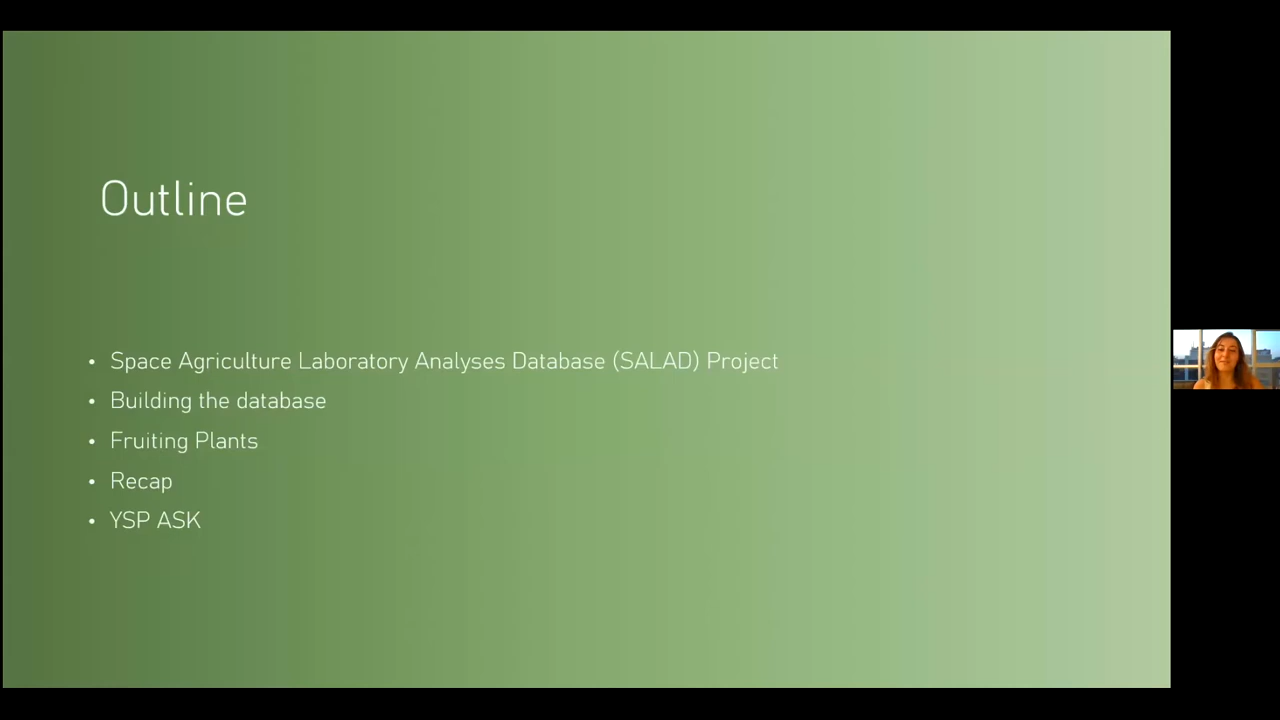 Outline
• Space Agriculture Laboratory Analyses Database (SALAD) Project
• Building the database
• Fruiting Plants
• Recap
• YSP ASK